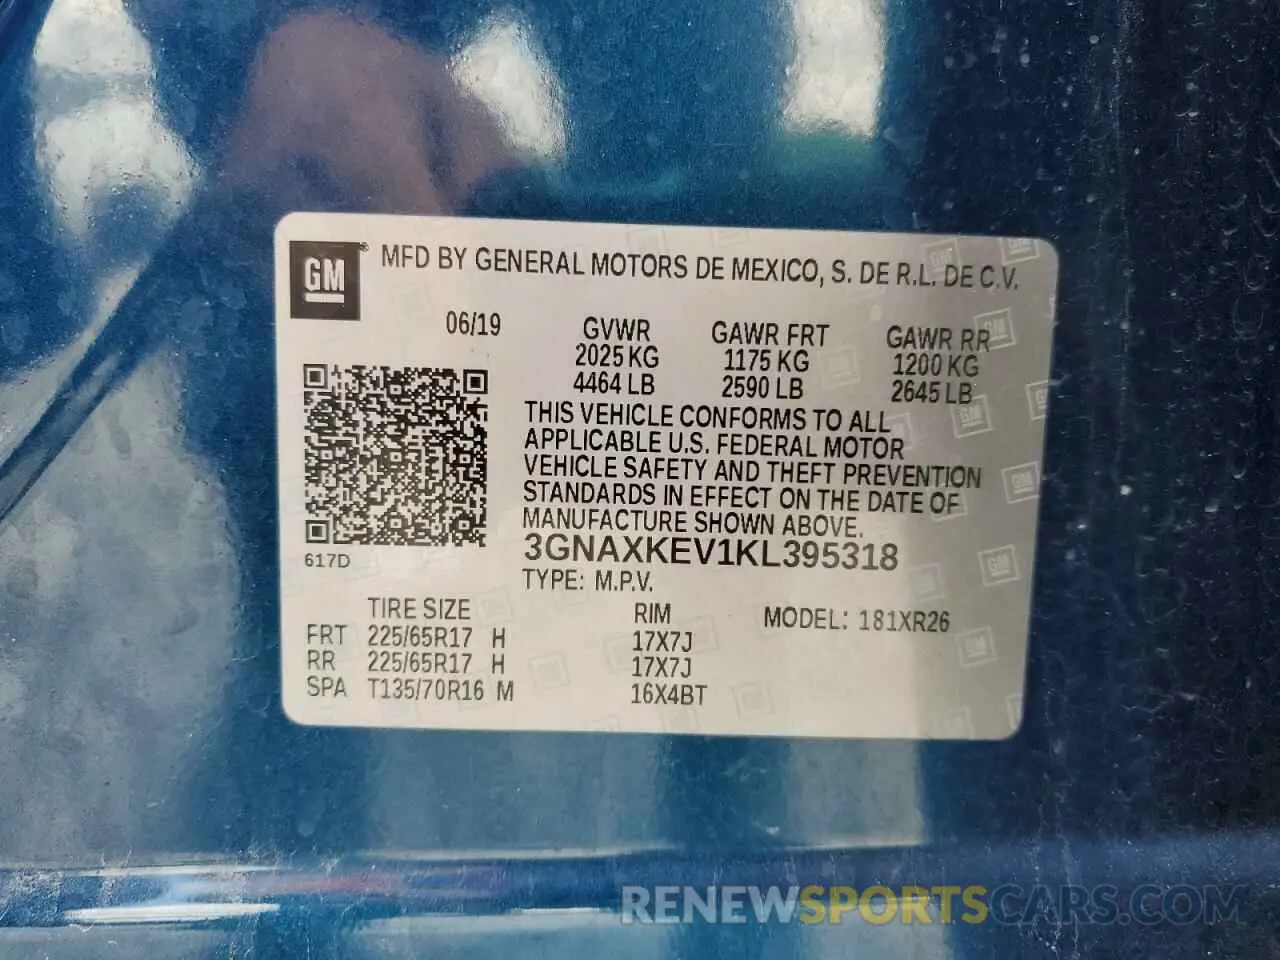 GM® MFD BY GENERAL MOTORS DE MEXICO, S. DE R.L. DE C.V.
06/19 GVWR GAWR FRT GAWR RR
2025 KG 1175 KG 1200 KG
4464 LB 2590 LB 2645 LB
THIS VEHICLE CONFORMS TO ALL
APPLICABLE U.S. FEDERAL MOTOR
VEHICLE SAFETY AND THEFT PREVENTION
STANDARDS IN EFFECT ON THE DATE OF
MANUFACTURE SHOWN ABOVE.
3GNAXKEV1KL395318
617D
TYPE: M.P.V.
TIRE SIZE RIM MODEL: 181XR26
FRT 225/65R17 H 17X7J
RR 225/65R17 H 17X7J
SPA T135/70R16 M 16X4BT
RENEWSPORTSCARS.COM